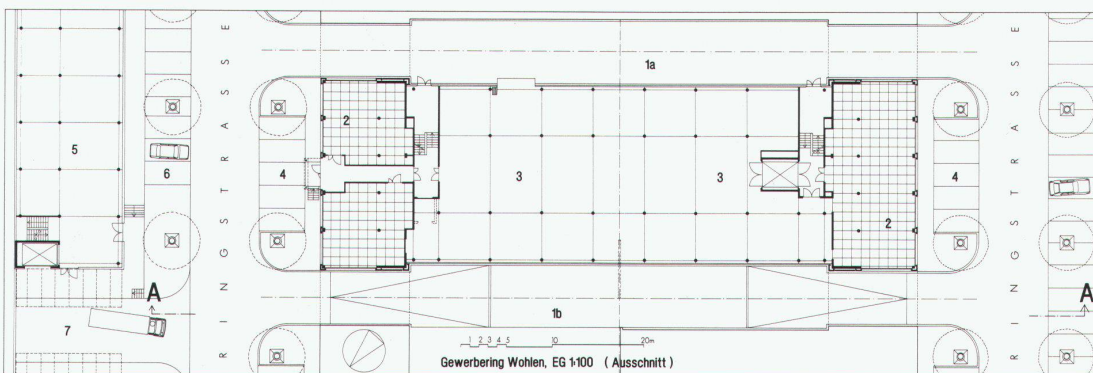 RINGSTRASSE
RINGSTRASSE
1a
2
5
6
4
3
3
4
2
A
A
7
1b
1 2 3 4 5 10 20m
Gewerbering Wohlen, EG 1:100 (Ausschnitt)